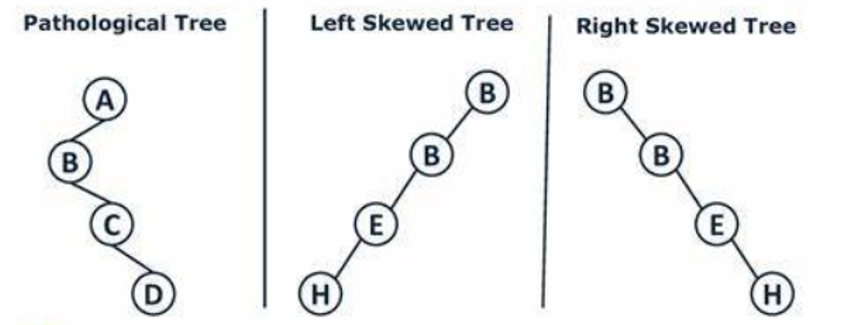 Pathological Tree
A
B
C
D
Left Skewed Tree
B
B
E
H
Right Skewed Tree
B
B
E
H